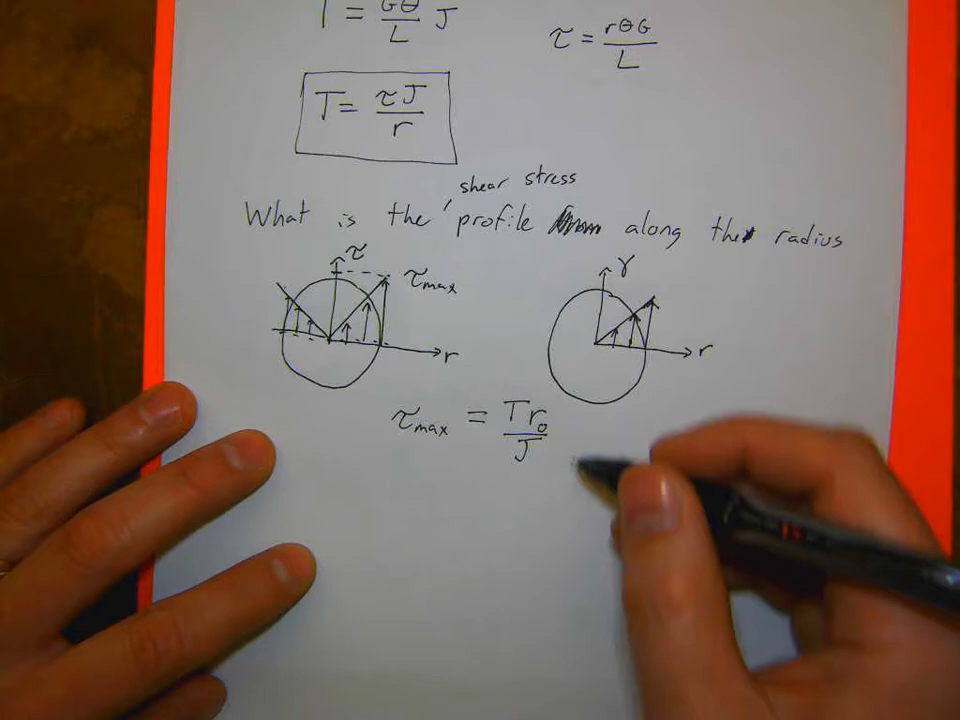 T = Gθ/L J
τ = rθG/L
T = τJ/r
shear stress
What is the profile along the radius
τ
τmax
r
γ
r
τmax = Tr₀/J